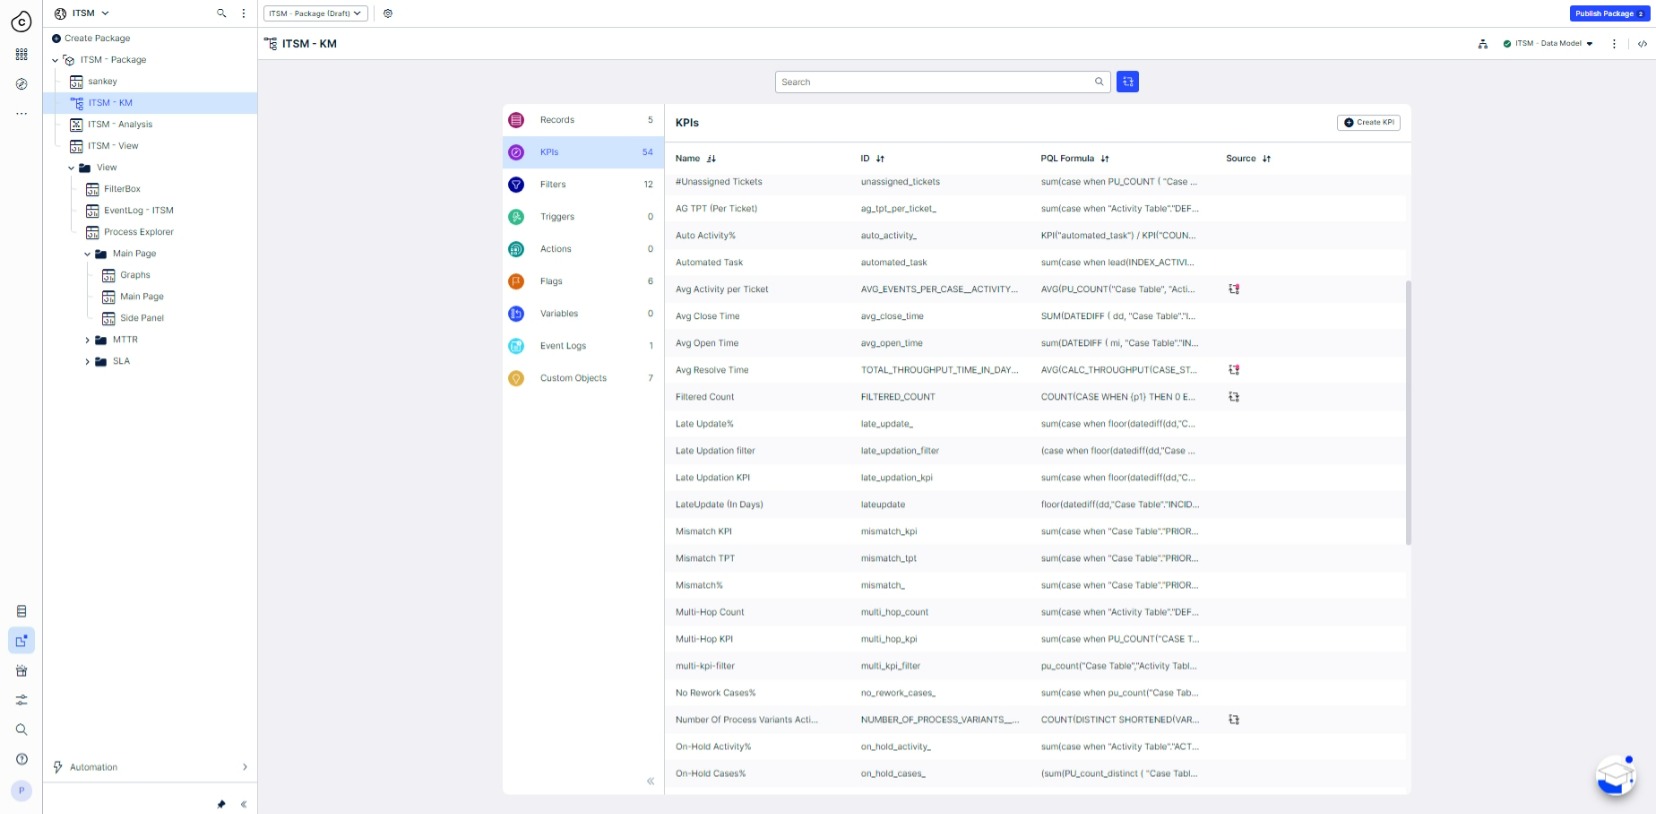 ITSM
ITSM - Package (Draft)
Publish Package 2
Create Package
ITSM - Package
sankey
ITSM - KM
ITSM - Analysis
ITSM - View
View
FilterBox
EventLog - ITSM
Process Explorer
Main Page
Graphs
Main Page
Side Panel
MTTR
SLA
Automation
P
ITSM - KM
ITSM - Data Model
Search
Records 5
KPIs 54
Filters 12
Triggers 0
Actions 0
Flags 6
Variables 0
Event Logs 1
Custom Objects 7
KPIs
Create KPI
Name ID PQL Formula Source
#Unassigned Tickets unassigned_tickets sum(case when PU_COUNT ( "Case ...
AG TPT (Per Ticket) ag_tpt_per_ticket_ sum(case when "Activity Table"."DEF...
Auto Activity% auto_activity_ KPI("automated_task") / KPI("COUN...
Automated Task automated_task sum(case when lead(INDEX_ACTIVI...
Avg Activity per Ticket AVG_EVENTS_PER_CASE__ACTIVITY... AVG(PU_COUNT("Case Table", "Acti...
Avg Close Time avg_close_time SUM(DATEDIFF ( dd, "Case Table"."I...
Avg Open Time avg_open_time sum(DATEDIFF ( mi, "Case Table"."IN...
Avg Resolve Time TOTAL_THROUGHPUT_TIME_IN_DAY... AVG(CALC_THROUGHPUT(CASE_ST...
Filtered Count FILTERED_COUNT COUNT(CASE WHEN {p1} THEN 0 E...
Late Update% late_update_ sum(case when floor(datediff(dd,"C...
Late Updation filter late_updation_filter (case when floor(datediff(dd,"Case ...
Late Updation KPI late_updation_kpi sum(case when floor(datediff(dd,"C...
LateUpdate (In Days) lateupdate floor(datediff(dd,"Case Table"."INCID...
Mismatch KPI mismatch_kpi sum(case when "Case Table"."PRIOR...
Mismatch TPT mismatch_tpt sum(case when "Case Table"."PRIOR...
Mismatch% mismatch_ sum(case when "Case Table"."PRIOR...
Multi-Hop Count multi_hop_count sum(case when "Activity Table"."DEF...
Multi-Hop KPI multi_hop_kpi sum(case when PU_COUNT("CASE T...
multi-kpi-filter multi_kpi_filter pu_count("Case Table","Activity Tabl...
No Rework Cases% no_rework_cases_ sum(case when pu_count("Case Tab...
Number Of Process Variants Acti... NUMBER_OF_PROCESS_VARIANTS__... COUNT(DISTINCT SHORTENED(VAR...
On-Hold Activity% on_hold_activity_ sum(case when "Activity Table"."ACT...
On-Hold Cases% on_hold_cases_ (sum(PU_count_distinct ( "Case Tabl...